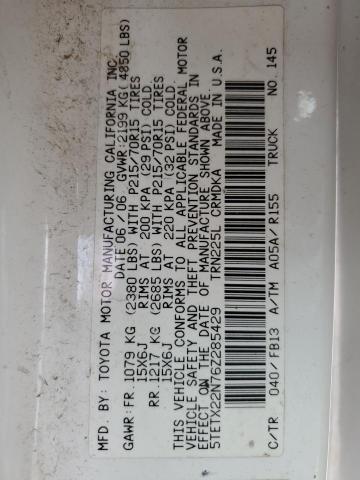 MFD. BY: TOYOTA MOTOR MANUFACTURING CALIFORNIA INC.
DATE 06/06 GVWR: 2199 KG (4850 LBS)
GAWR: FR. 1079 KG (2380 LBS) WITH P215/70R15 TIRES
15X6J RIMS AT 200 KPA (29 PSI) COLD.
RR. 1217 KG (2685 LBS) WITH P215/70R15 TIRES
15X6J RIMS AT 220 KPA (32 PSI) COLD.
THIS VEHICLE CONFORMS TO ALL APPLICABLE FEDERAL MOTOR
VEHICLE SAFETY AND THEFT PREVENTION STANDARDS IN
EFFECT ON THE DATE OF MANUFACTURE SHOWN ABOVE.
5TETX22N76Z285429 TRN225L CRMDKA MADE IN U.S.A.
C/TR 040/FB13 A/TM A05A/R155 TRUCK NO.145